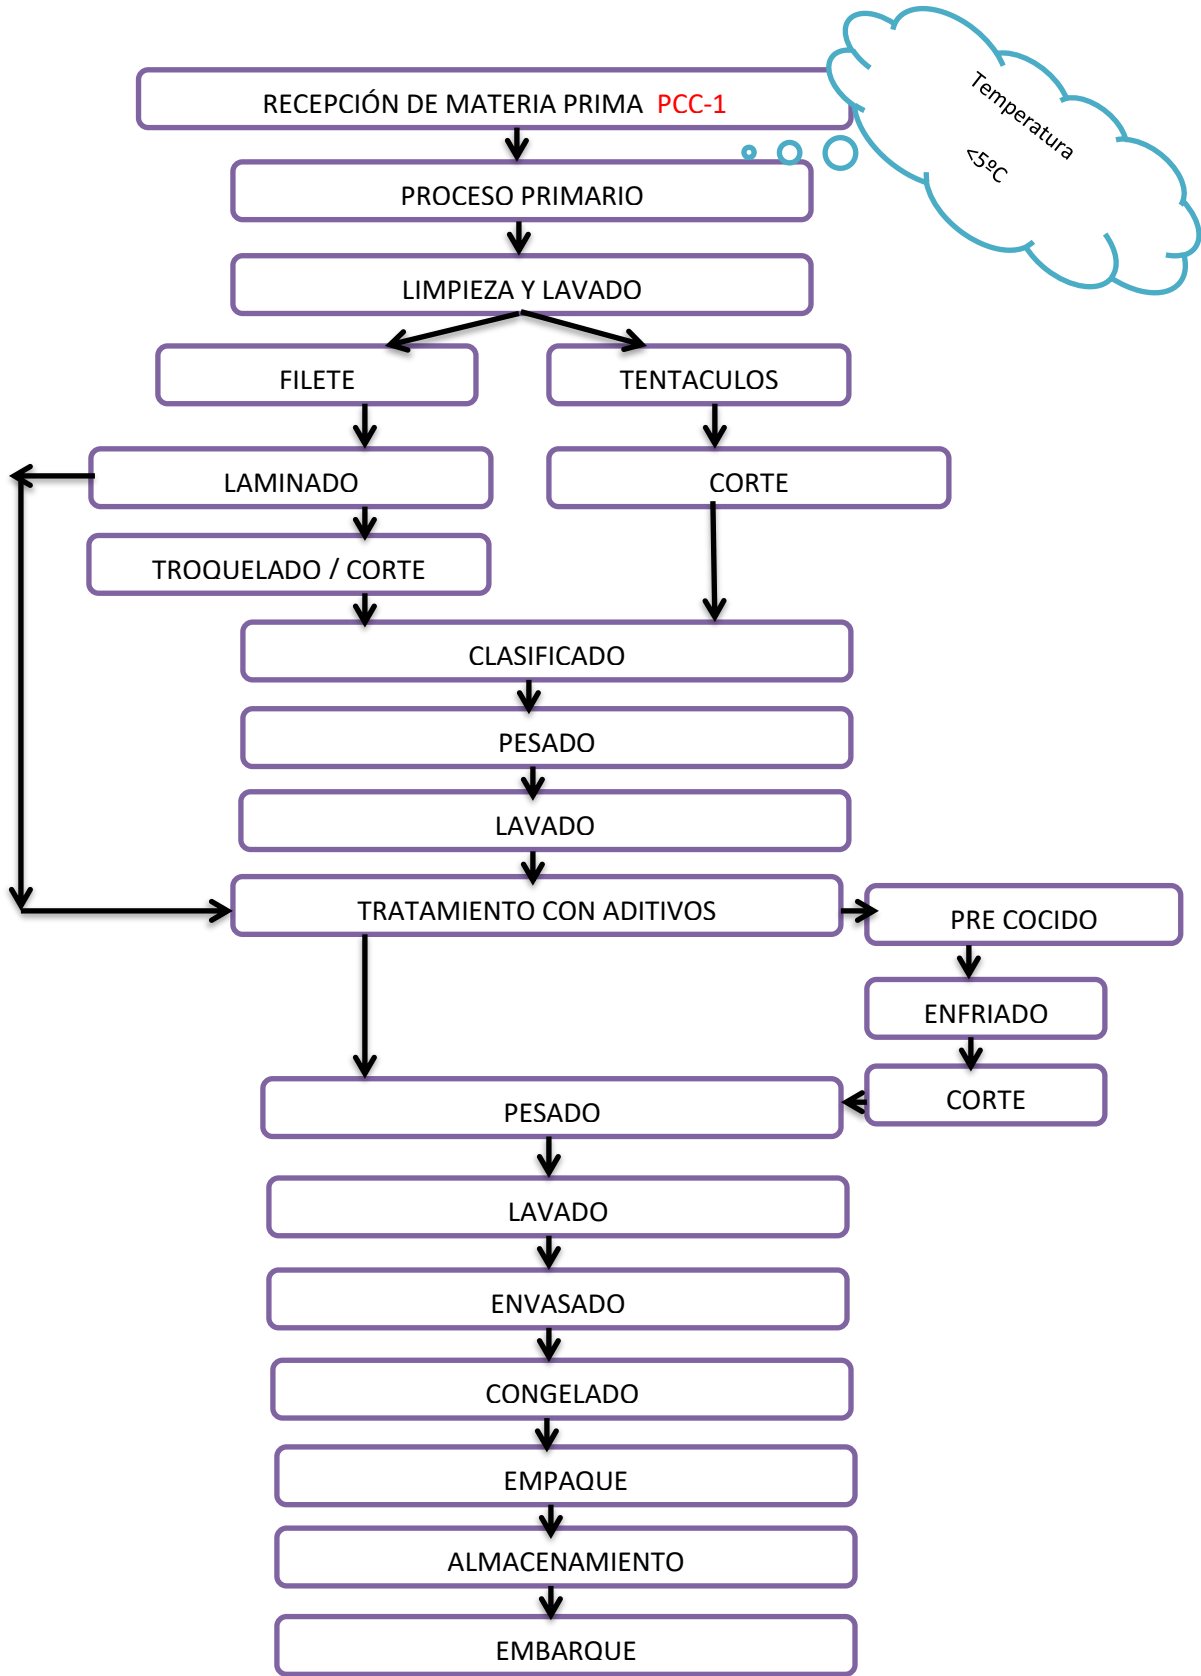 RECEPCIÓN DE MATERIA PRIMA PCC-1
Temperatura
<5ºC
PROCESO PRIMARIO
LIMPIEZA Y LAVADO
FILETE
TENTACULOS
LAMINADO
CORTE
TROQUELADO / CORTE
CLASIFICADO
PESADO
LAVADO
TRATAMIENTO CON ADITIVOS
PRE COCIDO
ENFRIADO
CORTE
PESADO
LAVADO
ENVASADO
CONGELADO
EMPAQUE
ALMACENAMIENTO
EMBARQUE